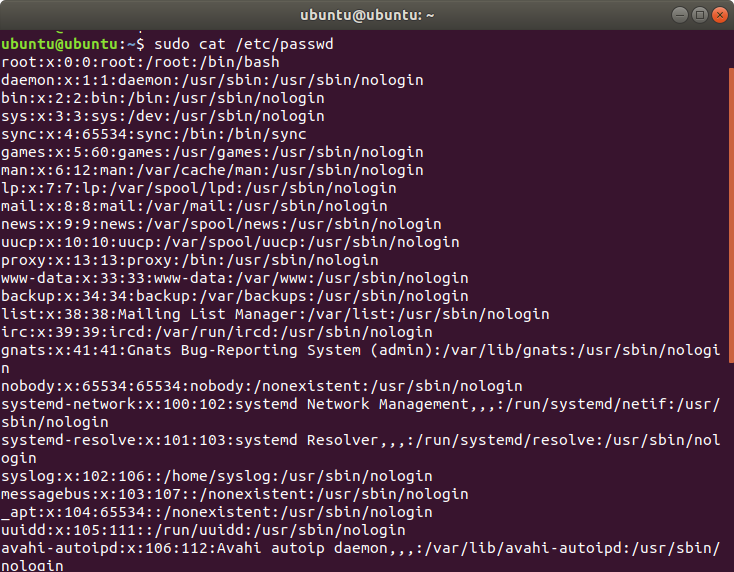 ubuntu@ubuntu: ~
ubuntu@ubuntu:~$ sudo cat /etc/passwd
root:x:0:0:root:/root:/bin/bash
daemon:x:1:1:daemon:/usr/sbin:/usr/sbin/nologin
bin:x:2:2:bin:/bin:/usr/sbin/nologin
sys:x:3:3:sys:/dev:/usr/sbin/nologin
sync:x:4:65534:sync:/bin:/bin/sync
games:x:5:60:games:/usr/games:/usr/sbin/nologin
man:x:6:12:man:/var/cache/man:/usr/sbin/nologin
lp:x:7:7:lp:/var/spool/lpd:/usr/sbin/nologin
mail:x:8:8:mail:/var/mail:/usr/sbin/nologin
news:x:9:9:news:/var/spool/news:/usr/sbin/nologin
uucp:x:10:10:uucp:/var/spool/uucp:/usr/sbin/nologin
proxy:x:13:13:proxy:/bin:/usr/sbin/nologin
www-data:x:33:33:www-data:/var/www:/usr/sbin/nologin
backup:x:34:34:backup:/var/backups:/usr/sbin/nologin
list:x:38:38:Mailing List Manager:/var/list:/usr/sbin/nologin
irc:x:39:39:ircd:/var/run/ircd:/usr/sbin/nologin
gnats:x:41:41:Gnats Bug-Reporting System (admin):/var/lib/gnats:/usr/sbin/nologi
n
nobody:x:65534:65534:nobody:/nonexistent:/usr/sbin/nologin
systemd-network:x:100:102:systemd Network Management,,,:/run/systemd/netif:/usr/
sbin/nologin
systemd-resolve:x:101:103:systemd Resolver,,,:/run/systemd/resolve:/usr/sbin/nol
ogin
syslog:x:102:106::/home/syslog:/usr/sbin/nologin
messagebus:x:103:107::/nonexistent:/usr/sbin/nologin
_apt:x:104:65534::/nonexistent:/usr/sbin/nologin
uuidd:x:105:111::/run/uuidd:/usr/sbin/nologin
avahi-autoipd:x:106:112:Avahi autoip daemon,,,:/var/lib/avahi-autoipd:/usr/sbin/
nologin